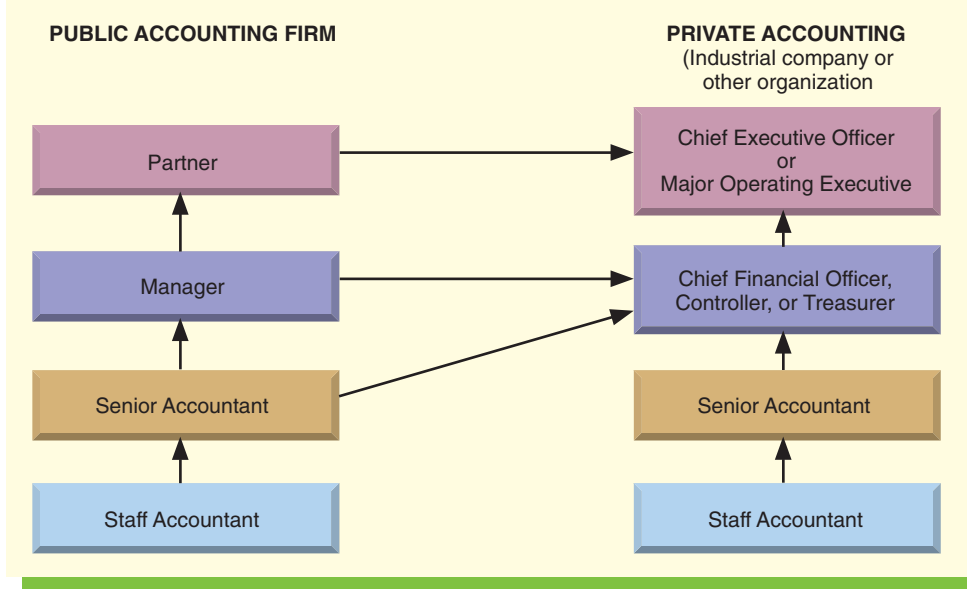 PUBLIC ACCOUNTING FIRM
PRIVATE ACCOUNTING
(Industrial company or
other organization
Partner
Chief Executive Officer
or
Major Operating Executive
Manager
Chief Financial Officer,
Controller, or Treasurer
Senior Accountant
Senior Accountant
Staff Accountant
Staff Accountant